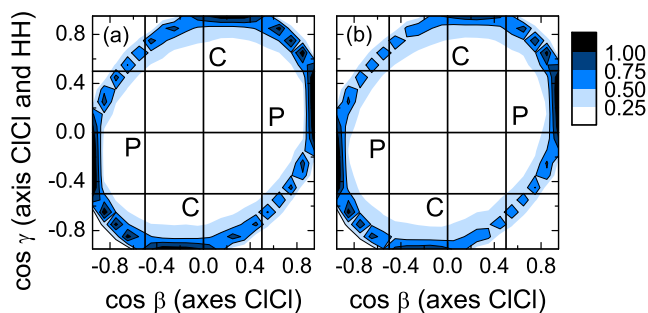 cos γ (axis ClCl and HH)
0.8
0.4
0.0
-0.4
-0.8
(a)
C
P
P
C
(b)
C
P
P
C
1.00
0.75
0.50
0.25
-0.8 -0.4 0.0 0.4 0.8
-0.8 -0.4 0.0 0.4 0.8
cos β (axes ClCl)
cos β (axes ClCl)